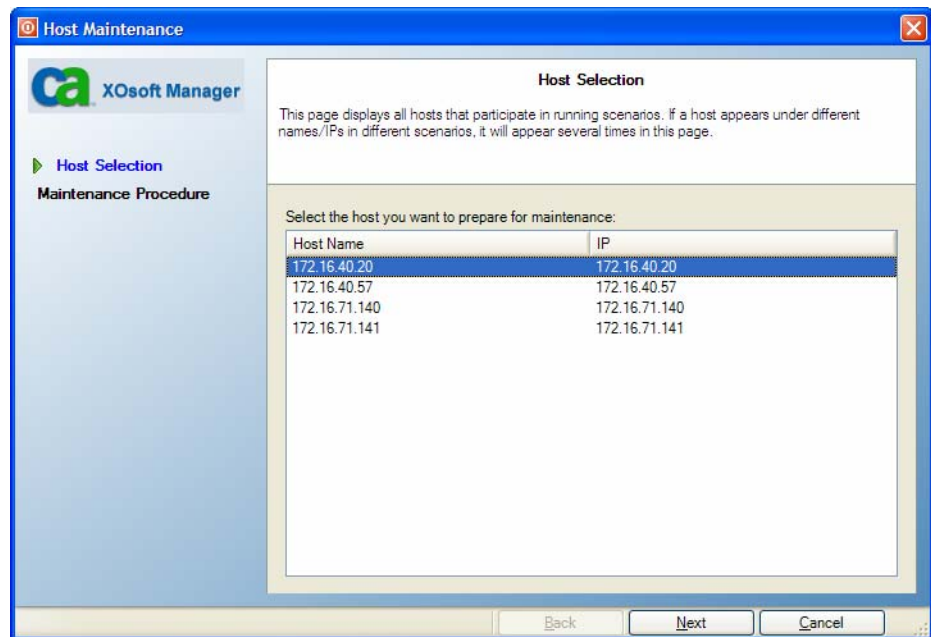 Host Maintenance
ca XOsoft Manager
Host Selection
Maintenance Procedure
Host Selection
This page displays all hosts that participate in running scenarios. If a host appears under different
names/IPs in different scenarios, it will appear several times in this page.
Select the host you want to prepare for maintenance:
Host Name IP
172.16.40.20 172.16.40.20
172.16.40.57 172.16.40.57
172.16.71.140 172.16.71.140
172.16.71.141 172.16.71.141
Back Next Cancel